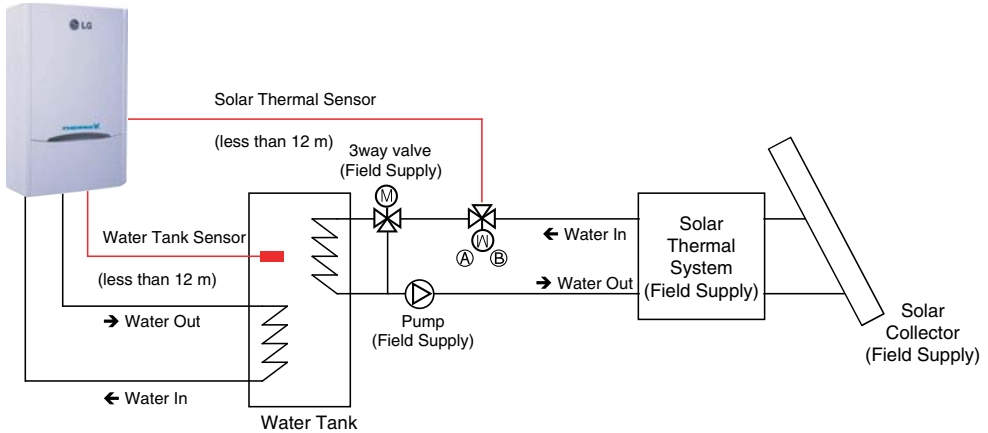 LG
THERMA V
Solar Thermal Sensor
(less than 12 m)
3way valve
(Field Supply)
M
Water Tank Sensor
(less than 12 m)
M
A
B
← Water In
→ Water Out
Solar
Thermal
System
(Field Supply)
→ Water Out
Pump
(Field Supply)
← Water In
Water Tank
Solar
Collector
(Field Supply)